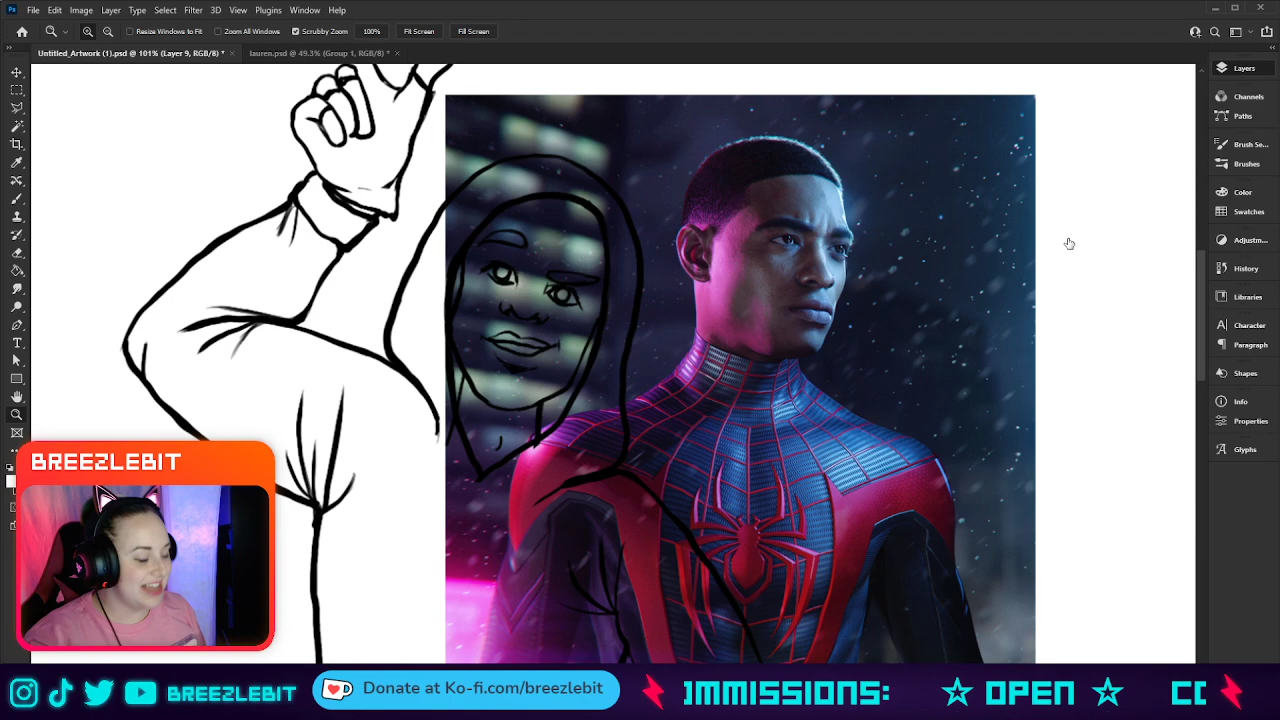 Ps File Edit Image Layer Type Select Filter 3D View Plugins Window Help
Resize Windows to Fit Zoom All Windows Scrubby Zoom 100% Fit Screen Fill Screen
Untitled_Artwork (1).psd @ 101% (Layer 9, RGB/8) * × lauren.psd @ 49.3% (Group 1, RGB/8) * ×
Layers
Channels
Paths
Brush Se...
Brushes
Color
Swatches
Adjustm...
History
Libraries
Character
Paragraph
Shapes
Info
Properties
Glyphs
BREEZLEBIT
BREEZLEBIT Donate at Ko-fi.com/breezlebit MMISSIONS: ☆ OPEN ☆ CO